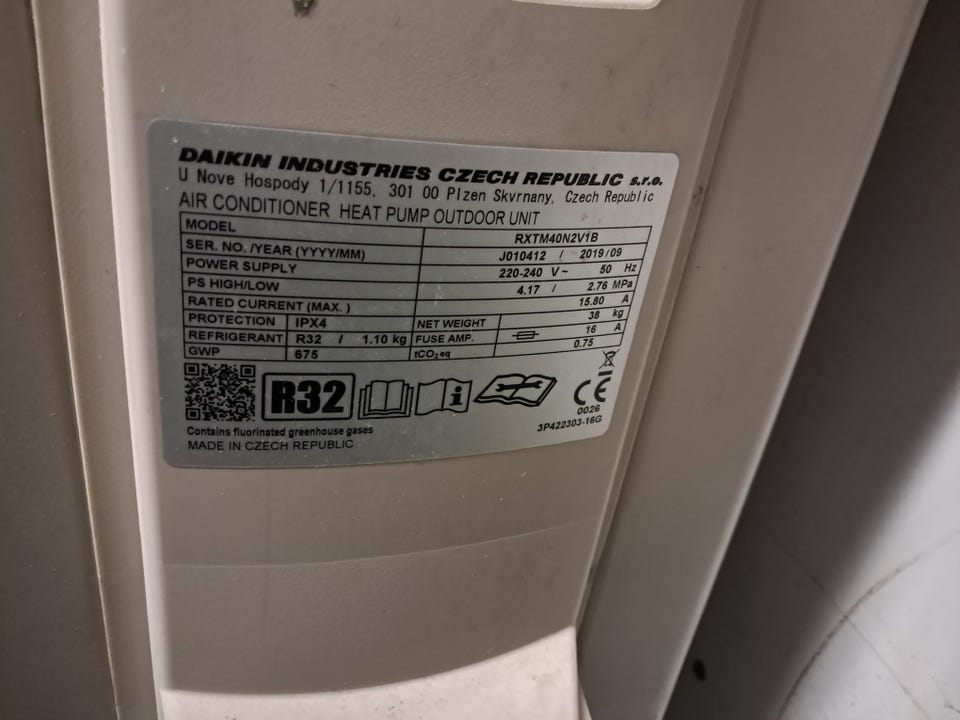 DAIKIN INDUSTRIES CZECH REPUBLIC s.r.o.
U Nove Hospody 1/1155, 301 00 Plzen Skvrnany, Czech Republic
AIR CONDITIONER HEAT PUMP OUTDOOR UNIT
MODEL RXTM40N2V1B
SER. NO. /YEAR (YYYY/MM) J010412 / 2019/09
POWER SUPPLY 220-240 V~ 50 Hz
PS HIGH/LOW 4.17 / 2.76 MPa
RATED CURRENT (MAX. ) 15.80 A
PROTECTION IPX4 NET WEIGHT 38 kg
REFRIGERANT R32 / 1.10 kg FUSE AMP. 16 A
GWP 675 tCO₂eq 0.75
R32 i CE
0026
Contains fluorinated greenhouse gases 3P422303-16G
MADE IN CZECH REPUBLIC